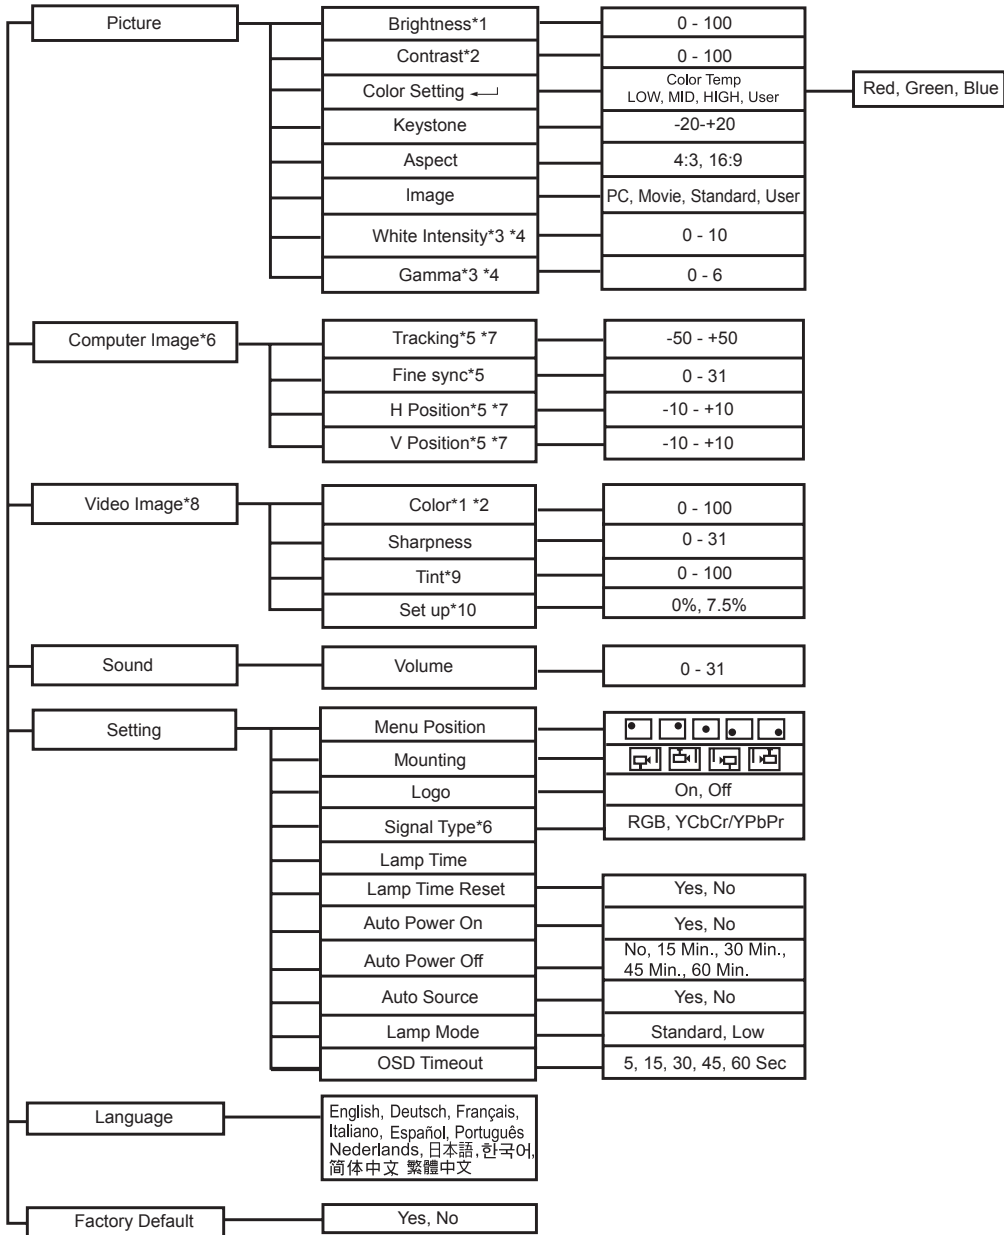 Picture
Brightness*1
0 - 100
Contrast*2
0 - 100
Color Setting
Color Temp
LOW, MID, HIGH, User
Red, Green, Blue
Keystone
-20-+20
Aspect
4:3, 16:9
Image
PC, Movie, Standard, User
White Intensity*3 *4
0 - 10
Gamma*3 *4
0 - 6
Computer Image*6
Tracking*5 *7
-50 - +50
Fine sync*5
0 - 31
H Position*5 *7
-10 - +10
V Position*5 *7
-10 - +10
Video Image*8
Color*1 *2
0 - 100
Sharpness
0 - 31
Tint*9
0 - 100
Set up*10
0%, 7.5%
Sound
Volume
0 - 31
Setting
Menu Position
Mounting
Logo
On, Off
Signal Type*6
RGB, YCbCr/YPbPr
Lamp Time
Lamp Time Reset
Yes, No
Auto Power On
Yes, No
Auto Power Off
No, 15 Min., 30 Min.,
45 Min., 60 Min.
Auto Source
Yes, No
Lamp Mode
Standard, Low
OSD Timeout
5, 15, 30, 45, 60 Sec
Language
English, Deutsch, Français,
Italiano, Español, Português
Nederlands, 日本語, 한국어,
简体中文 繁體中文
Factory Default
Yes, No